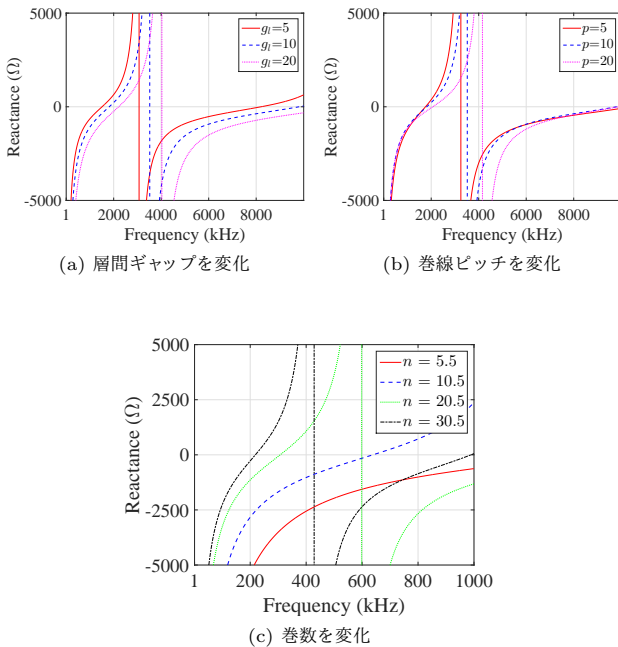 5000
0
-5000
Reactance (Ω)
1 2000 4000 6000 8000
Frequency (kHz)
g_l=5
g_l=10
g_l=20
(a) 層間ギャップを変化
5000
0
-5000
Reactance (Ω)
1 2000 4000 6000 8000
Frequency (kHz)
p=5
p=10
p=20
(b) 巻線ピッチを変化
5000
2500
0
-2500
-5000
Reactance (Ω)
1 200 400 600 800 1000
Frequency (kHz)
n = 5.5
n = 10.5
n = 20.5
n = 30.5
(c) 巻数を変化